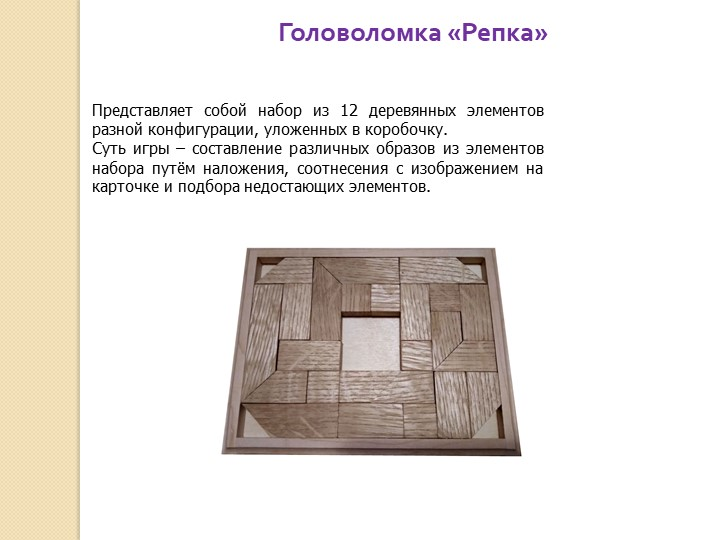 Головоломка «Репка»
Представляет собой набор из 12 деревянных элементов
разной конфигурации, уложенных в коробочку.
Суть игры – составление различных образов из элементов
набора путём наложения, соотнесения с изображением на
карточке и подбора недостающих элементов.